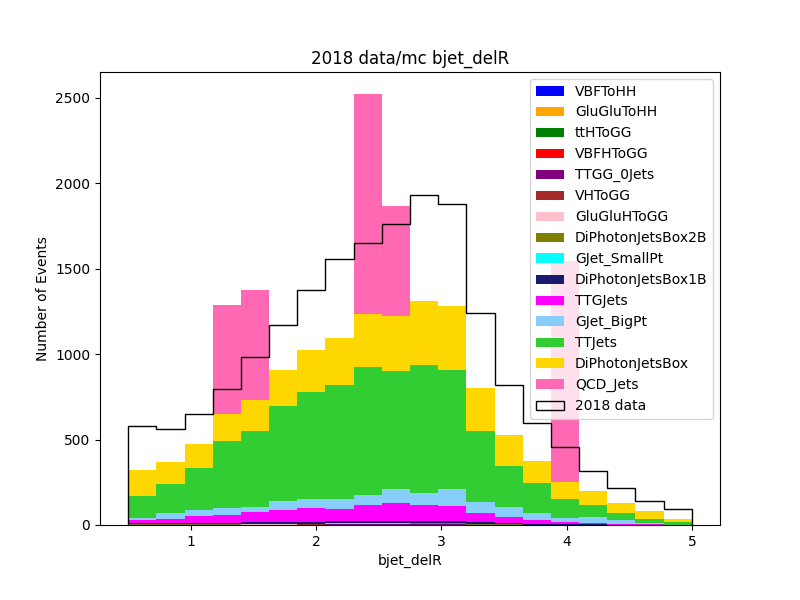 2018 data/mc bjet_delR
Number of Events
2500
2000
1500
1000
500
0
1
2
3
4
5
bjet_delR
VBFToHH
GluGluToHH
ttHToGG
VBFHToGG
TTGG_0Jets
VHToGG
GluGluHToGG
DiPhotonJetsBox2B
GJet_SmallPt
DiPhotonJetsBox1B
TTGJets
GJet_BigPt
TTJets
DiPhotonJetsBox
QCD_Jets
2018 data